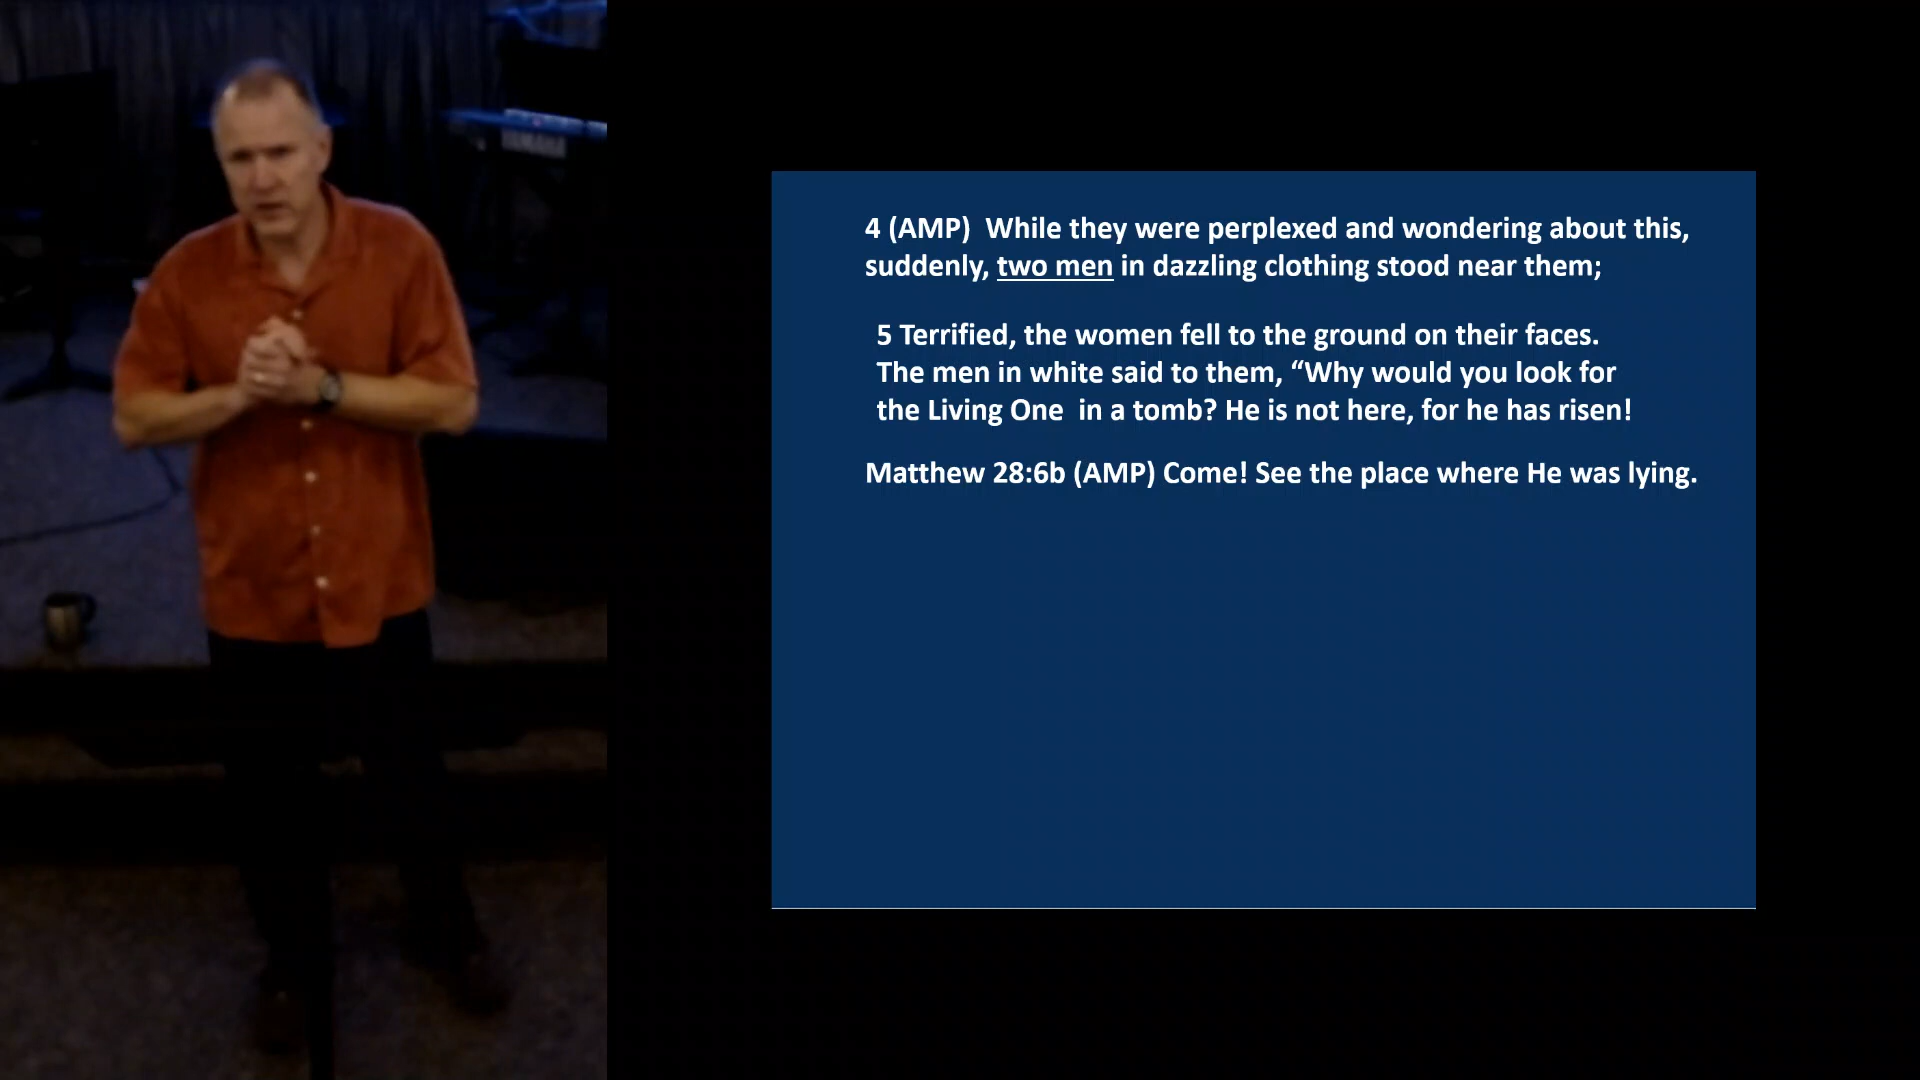 YAMAHA
4 (AMP)  While they were perplexed and wondering about this,
suddenly, two men in dazzling clothing stood near them;
5 Terrified, the women fell to the ground on their faces.
The men in white said to them, “Why would you look for
the Living One  in a tomb? He is not here, for he has risen!
Matthew 28:6b (AMP) Come! See the place where He was lying.